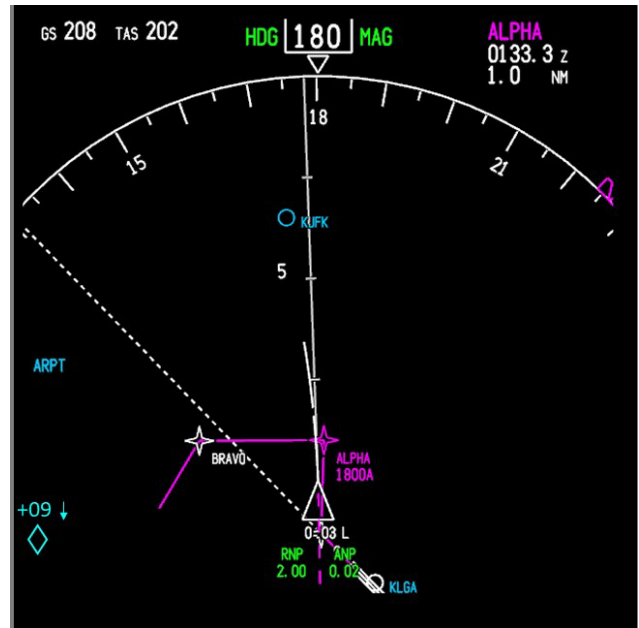 GS 208 TAS 202
HDG 180 MAG
ALPHA
0133.3 Z
1.0 NM
18
15
21
KUFK
5
ARPT
BRAVO
ALPHA
1800A
+09 ↓
0.03 L
RNP ANP
2.00 0.02
KLGA